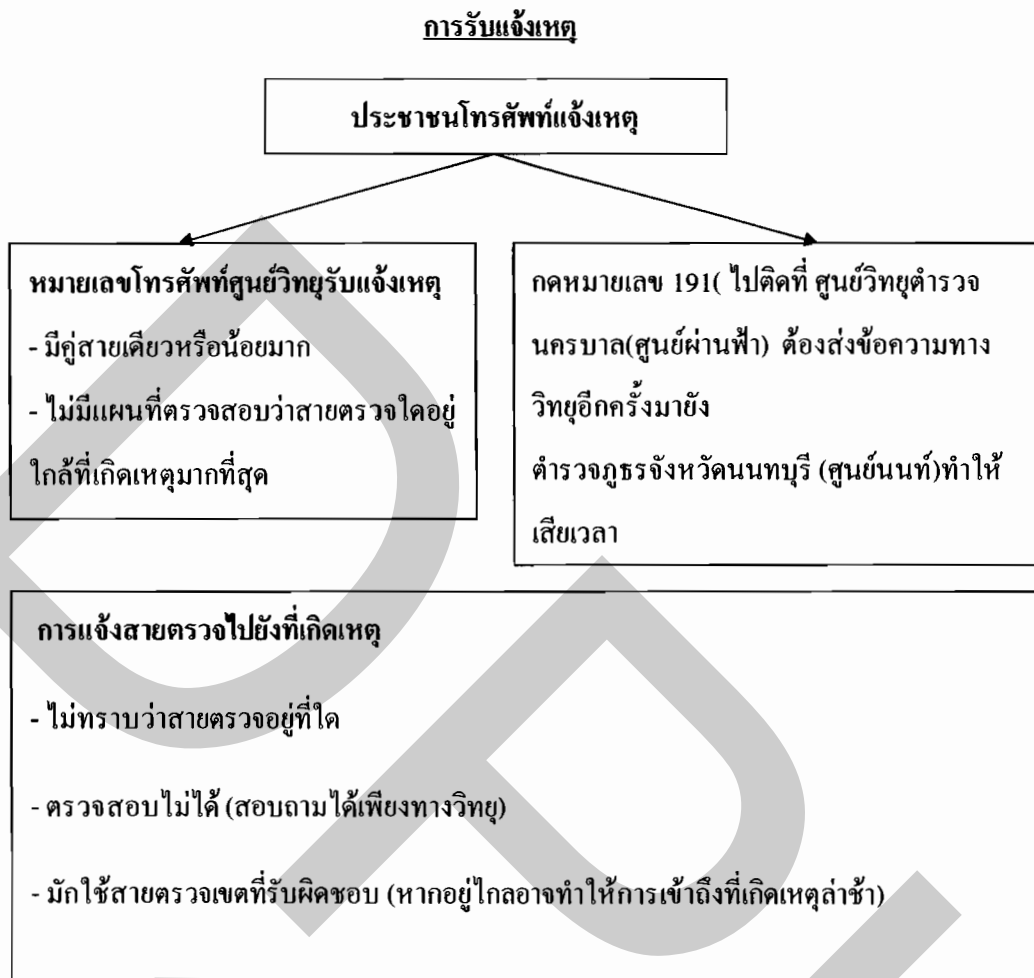 การรับแจ้งเหตุ
ประชาชนโทรศัพท์แจ้งเหตุ
หมายเลขโทรศัพท์ศูนย์วิทยุรับแจ้งเหตุ
- มีคู่สายเดียวหรือน้อยมาก
- ไม่มีแผนที่ตรวจสอบว่าสายตรวจใดอยู่
ใกล้ที่เกิดเหตุมากที่สุด
กดหมายเลข 191( ไปติดที่ ศูนย์วิทยุตำรวจ
นครบาล(ศูนย์ผ่านฟ้า) ต้องส่งข้อความทาง
วิทยุอีกครั้งมายัง
ตำรวจภูธรจังหวัดนนทบุรี (ศูนย์นนท์)ทำให้
เสียเวลา
การแจ้งสายตรวจไปยังที่เกิดเหตุ
- ไม่ทราบว่าสายตรวจอยู่ที่ใด
- ตรวจสอบไม่ได้ (สอบถามได้เพียงทางวิทยุ)
- มักใช้สายตรวจเขตที่รับผิดชอบ (หากอยู่ไกลอาจทำให้การเข้าถึงที่เกิดเหตุล่าช้า)